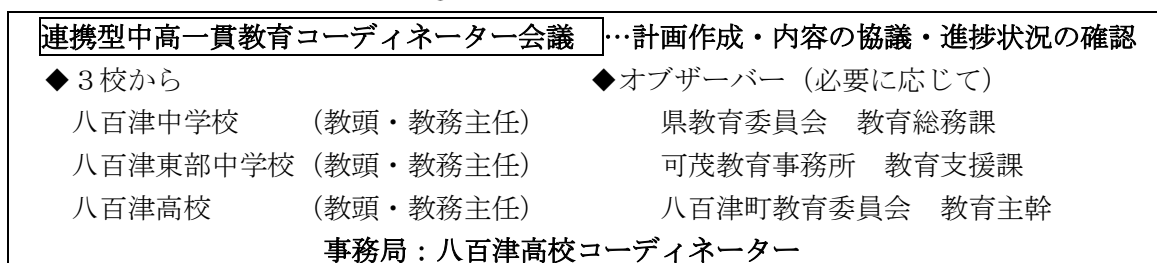 連携型中高一貫教育コーディネーター会議 …計画作成・内容の協議・進捗状況の確認
◆３校から ◆オブザーバー（必要に応じて）
八百津中学校 （教頭・教務主任） 県教育委員会 教育総務課
八百津東部中学校（教頭・教務主任） 可茂教育事務所 教育支援課
八百津高校 （教頭・教務主任） 八百津町教育委員会 教育主幹
事務局：八百津高校コーディネーター